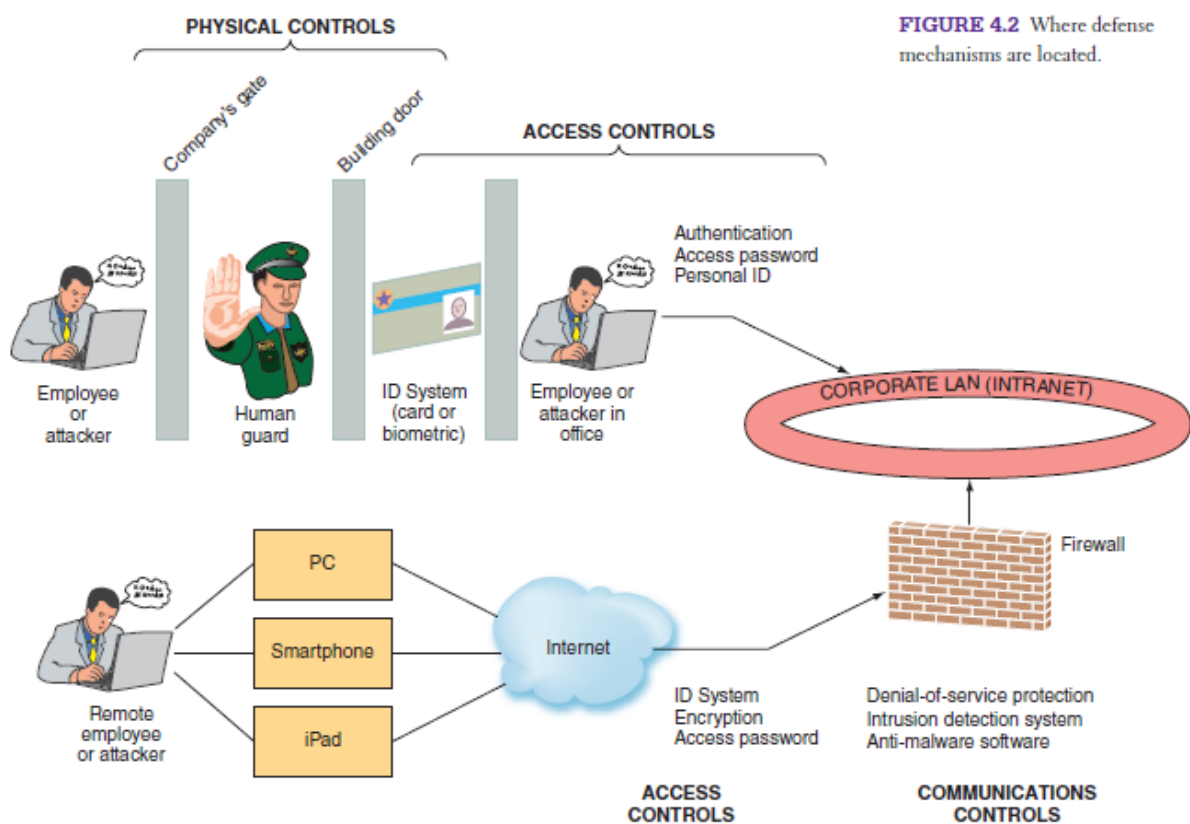 FIGURE 4.2 Where defense
mechanisms are located.
PHYSICAL CONTROLS
Company's gate
Building door
ACCESS CONTROLS
Authentication
Access password
Personal ID
Employee
or
attacker
Human
guard
ID System
(card or
biometric)
Employee or
attacker in
office
CORPORATE LAN (INTRANET)
Firewall
PC
Smartphone
iPad
Internet
Remote
employee
or attacker
ID System
Encryption
Access password
Denial-of-service protection
Intrusion detection system
Anti-malware software
ACCESS
CONTROLS
COMMUNICATIONS
CONTROLS